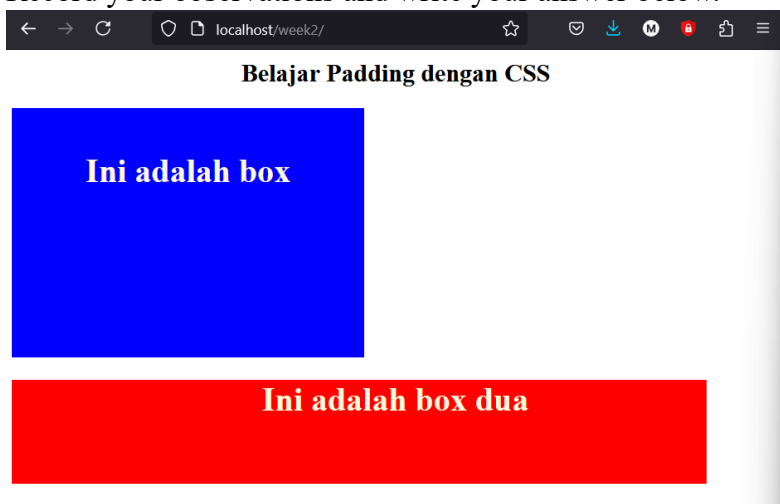 Record your observations and write your answer below.
localhost/week2/
M
Belajar Padding dengan CSS
Ini adalah box
Ini adalah box dua